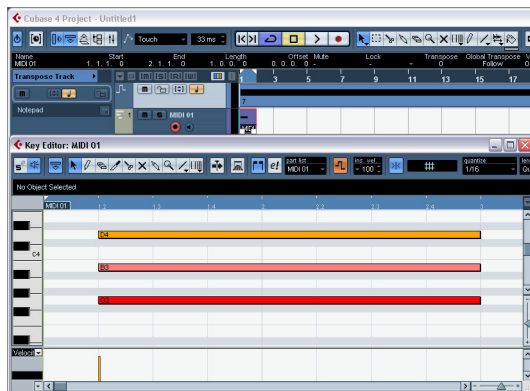 Cubase 4 Project - Untitled1
Touch
33 ms
Name Start End Length Offset Mute Lock Transpose Global Transpose
MIDI 01 1. 1. 1. 0 2. 1. 1. 0 1. 0. 0. 0 0. 0. 0. 0 - - 0 Follow 0
Transpose Track
1 3 5 7 9 11 13 15 17
7
Notepad
1 m s MIDI 01
Key Editor: MIDI 01
part list
MIDI 01
ins. vel.
100
quantize
1/16
No Object Selected
MIDI 01 1.2 1.3 1.4 2 2.2 2.3 2.4 3
D4
C4
B3
G3
Velocit